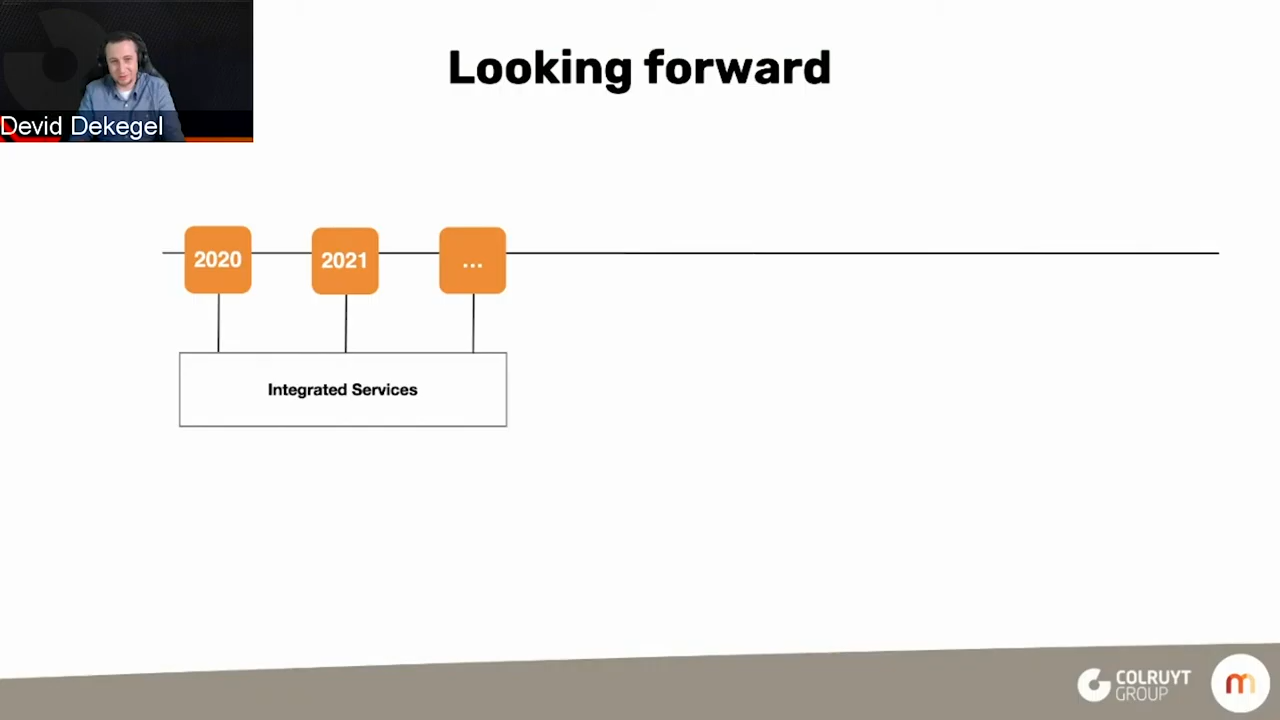 Looking forward
Devid Dekegel
2020
2021
...
Integrated Services
COLRUYT
GROUP
m